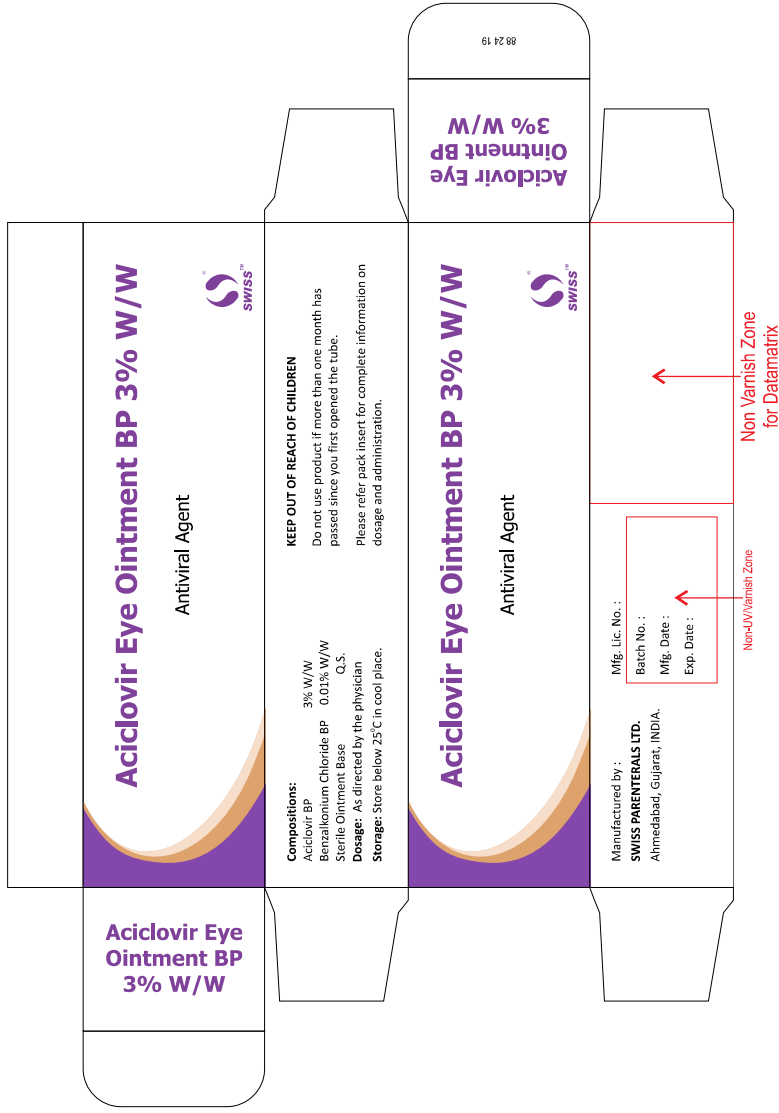 88 24 19
Aciclovir Eye
Ointment BP
3% W/W
Aciclovir Eye Ointment BP 3% W/W
Antiviral Agent
®
swiss™
Compositions:
Aciclovir BP 3% W/W
Benzalkonium Chloride BP 0.01% W/W
Sterile Ointment Base Q.S.
Dosage: As directed by the physician
Storage: Store below 25⁰C in cool place.
KEEP OUT OF REACH OF CHILDREN
Do not use product if more than one month has
passed since you first opened the tube.
Please refer pack insert for complete information on
dosage and administration.
Aciclovir Eye Ointment BP 3% W/W
Antiviral Agent
®
swiss™
Manufactured by :
SWISS PARENTERALS LTD.
Ahmedabad, Gujarat, INDIA.
Mfg. Lic. No. :
Batch No. :
Mfg. Date :
Exp. Date :
Non-UV/Varnish Zone
Non Varnish Zone
for Datamatrix
Aciclovir Eye
Ointment BP
3% W/W